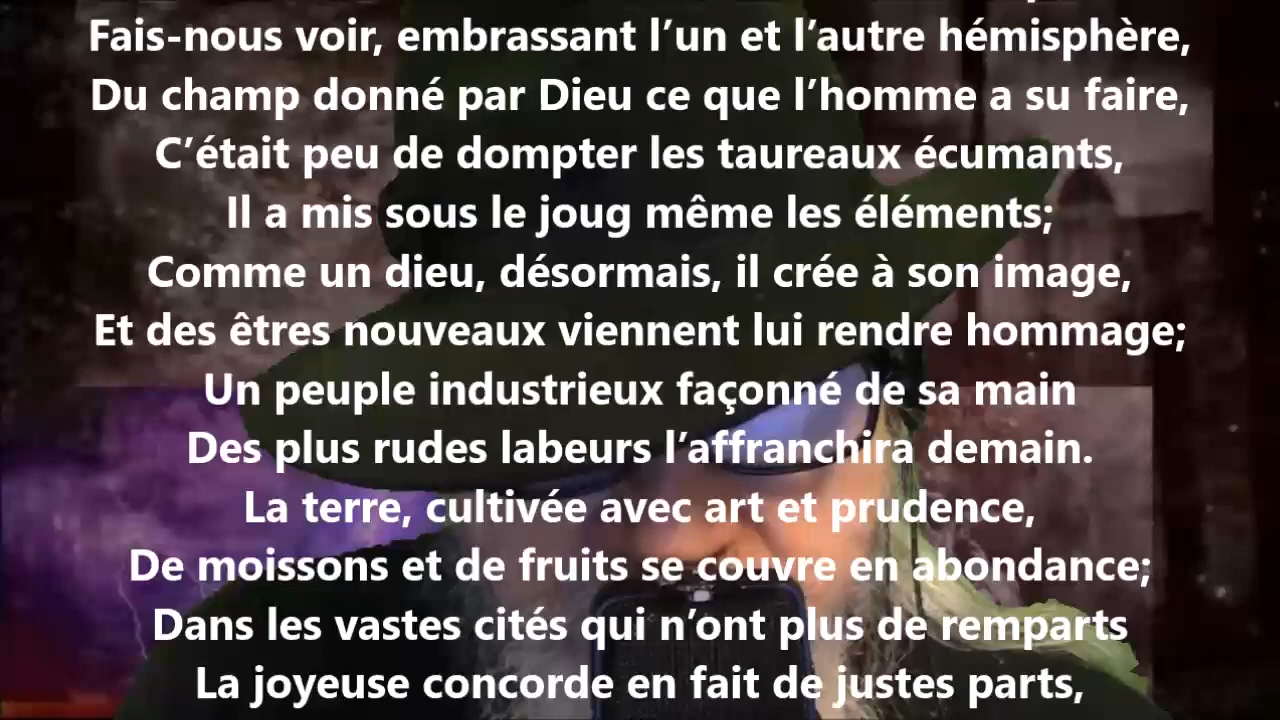 Fais-nous voir, embrassant l’un et l’autre hémisphère,
Du champ donné par Dieu ce que l’homme a su faire,
C’était peu de dompter les taureaux écumants,
Il a mis sous le joug même les éléments;
Comme un dieu, désormais, il crée à son image,
Et des êtres nouveaux viennent lui rendre hommage;
Un peuple industrieux façonné de sa main
Des plus rudes labeurs l’affranchira demain.
La terre, cultivée avec art et prudence,
De moissons et de fruits se couvre en abondance;
Dans les vastes cités qui n’ont plus de remparts
La joyeuse concorde en fait de justes parts,